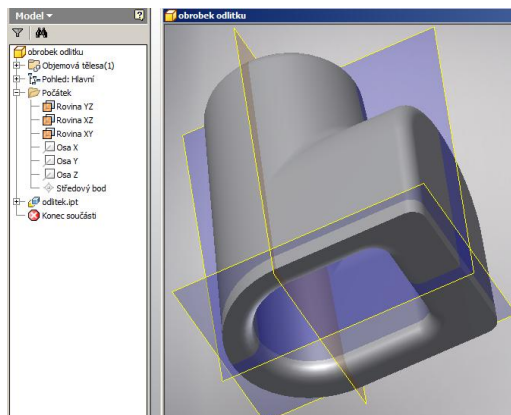 Model
obrobek odlitku
obrobek odlitku
Objemová tělesa(1)
Pohled: Hlavní
Počátek
Rovina YZ
Rovina XZ
Rovina XY
Osa X
Osa Y
Osa Z
Středový bod
odlitek.ipt
Konec součásti